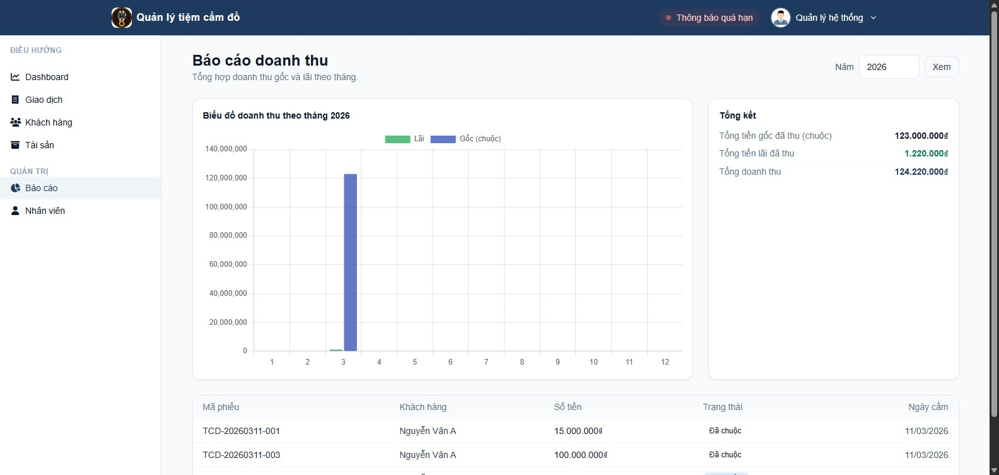 Quản lý tiệm cầm đồ
Thông báo quá hạn
Quản lý hệ thống
ĐIỀU HƯỚNG
Dashboard
Giao dịch
Khách hàng
Tài sản
QUẢN TRỊ
Báo cáo
Nhân viên
Báo cáo doanh thu
Tổng hợp doanh thu gốc và lãi theo tháng.
Năm 2026 Xem
Biểu đồ doanh thu theo tháng 2026
Lãi Gốc (chuộc)
140,000,000
120,000,000
100,000,000
80,000,000
60,000,000
40,000,000
20,000,000
0
1 2 3 4 5 6 7 8 9 10 11 12
Tổng kết
Tổng tiền gốc đã thu (chuộc) 123.000.000₫
Tổng tiền lãi đã thu 1.220.000₫
Tổng doanh thu 124.220.000₫
Mã phiếu Khách hàng Số tiền Trạng thái Ngày cầm
TCD-20260311-001 Nguyễn Văn A 15.000.000₫ Đã chuộc 11/03/2026
TCD-20260311-003 Nguyễn Văn A 100.000.000₫ Đã chuộc 11/03/2026